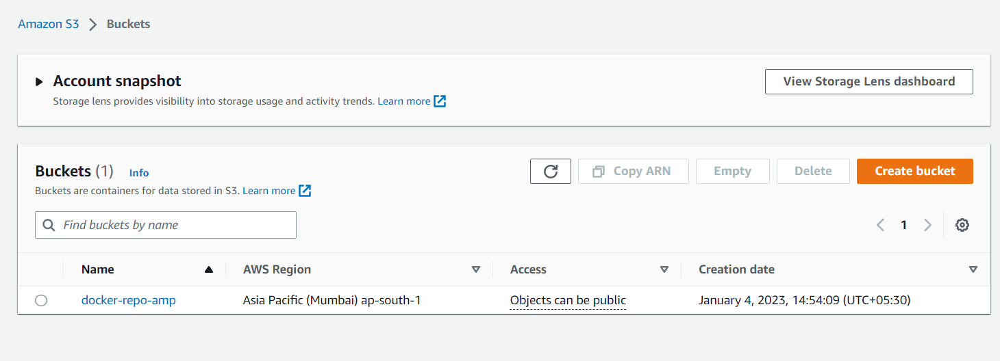 Amazon S3 Buckets
Account snapshot
View Storage Lens dashboard
Storage lens provides visibility into storage usage and activity trends. Learn more
Buckets (1) Info
Copy ARN Empty Delete Create bucket
Buckets are containers for data stored in S3. Learn more
Find buckets by name
1
Name AWS Region Access Creation date
docker-repo-amp Asia Pacific (Mumbai) ap-south-1 Objects can be public January 4, 2023, 14:54:09 (UTC+05:30)